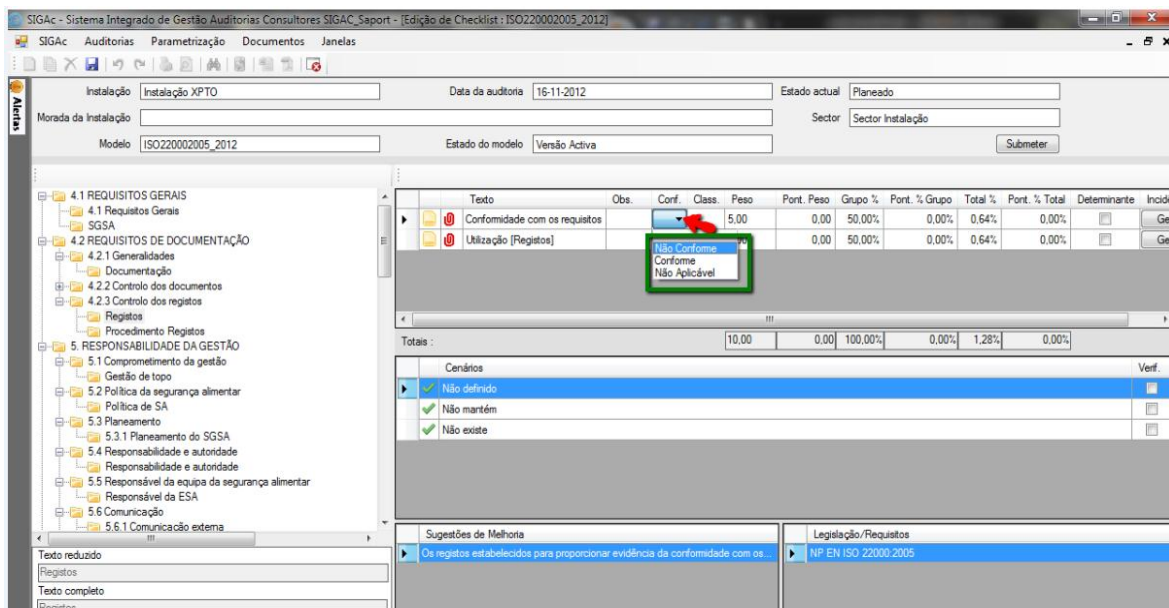 SIGAc - Sistema Integrado de Gestão Auditorias Consultores SIGAC_Saport - [Edição de Checklist : ISO220002005_2012]
SIGAc Auditorias Parametrização Documentos Janelas
Alertas
Instalação Instalação XPTO Data da auditoria 16-11-2012 Estado actual Planeado
Morada da Instalação Sector Sector Instalação
Modelo ISO220002005_2012 Estado do modelo Versão Activa Submeter
4.1 REQUISITOS GERAIS
4.1 Requisitos Gerais
SGSA
4.2 REQUISITOS DE DOCUMENTAÇÃO
4.2.1 Generalidades
Documentação
4.2.2 Controlo dos documentos
4.2.3 Controlo dos registos
Registos
Procedimento Registos
5. RESPONSABILIDADE DA GESTÃO
5.1 Comprometimento da gestão
Gestão de topo
5.2 Política da segurança alimentar
Política de SA
5.3 Planeamento
5.3.1 Planeamento do SGSA
5.4 Responsabilidade e autoridade
Responsabilidade e autoridade
5.5 Responsável da equipa da segurança alimentar
Responsável da ESA
5.6 Comunicação
5.6.1 Comunicação externa
Texto reduzido
Registos
Texto completo
Registos
Texto Obs. Conf. Class. Peso Pont. Peso Grupo % Pont. % Grupo Total % Pont. % Total Determinante Incide
Conformidade com os requisitos 5.00 0,00 50,00% 0,00% 0,64% 0,00% Ge
Utilização [Registos] 0,00 50,00% 0,00% 0,64% 0,00% Ge
Não Conforme
Conforme
Não Aplicável
Totais : 10,00 0,00 100,00% 0,00% 1,28% 0,00%
Cenários Verif.
Não definido
Não mantém
Não existe
Sugestões de Melhoria
Os registos estabelecidos para proporcionar evidência da conformidade com os...
Legislação/Requisitos
NP EN ISO 22000:2005